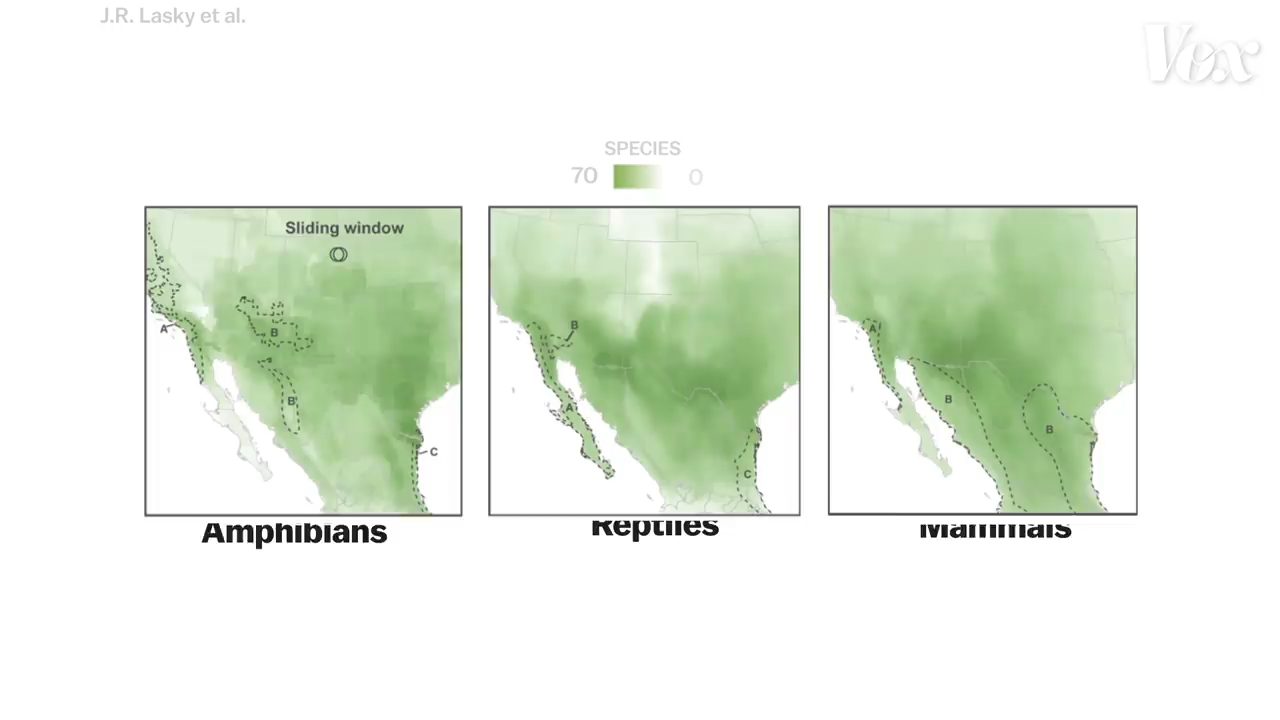 J.R. Lasky et al.
Vox
SPECIES
70 0
Sliding window
A
B
B
C
B
A
C
A
B
B
Amphibians
Reptiles
Mammals